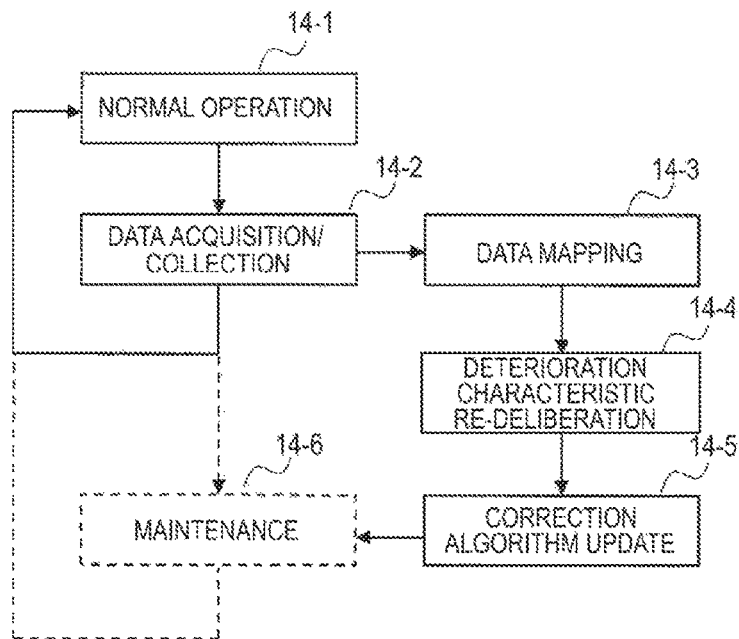 14-1
NORMAL OPERATION
14-2
DATA ACQUISITION/
COLLECTION
14-3
DATA MAPPING
14-4
DETERIORATION
CHARACTERISTIC
RE-DELIBERATION
14-5
CORRECTION
ALGORITHM UPDATE
14-6
MAINTENANCE